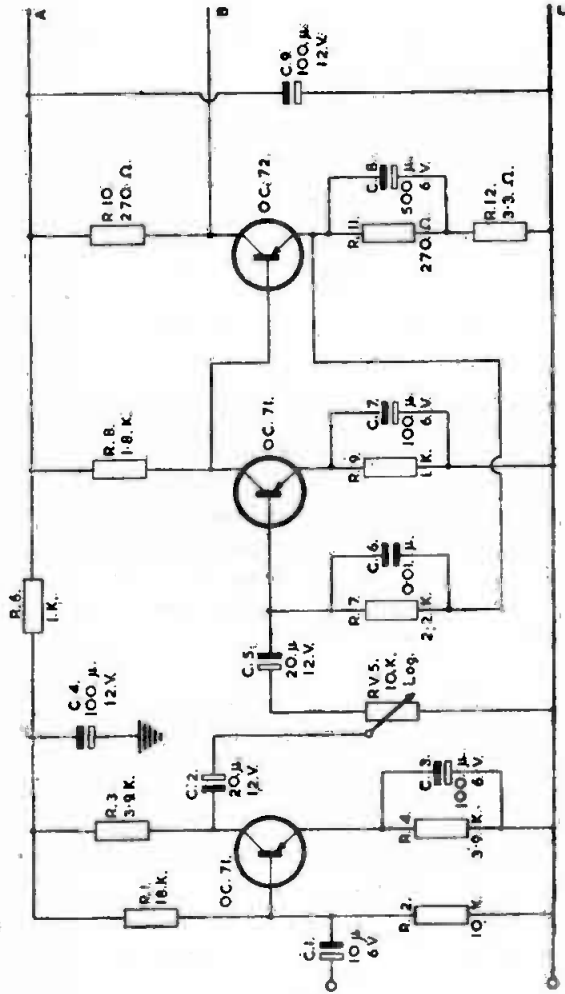 A
B
R.6.
1.K.
R.10.
270.Ω.
R.8.
1.8.K.
C.4.
100.µ.
12.V.
C.9.
100.µ.
12.V.
R.3.
3·9.K.
R.1.
18.K.
C.2.
20.µ.
12.V.
OC.71.
OC.71.
OC.72.
C.5.
20.µ
12.V.
C.1.
10.µ
6V.
R.2.
10.K.
R.4.
3·9.K.
C.3.
100.µ.
6.V.
RV5.
10.K.
Log.
R.7.
2·2.K.
C.6.
0·01.µ
R.9.
1.K.
C.7.
100.µ.
6.V.
R.11.
270.Ω.
C.8.
500.µ.
6.V.
R.12.
3·3.Ω.